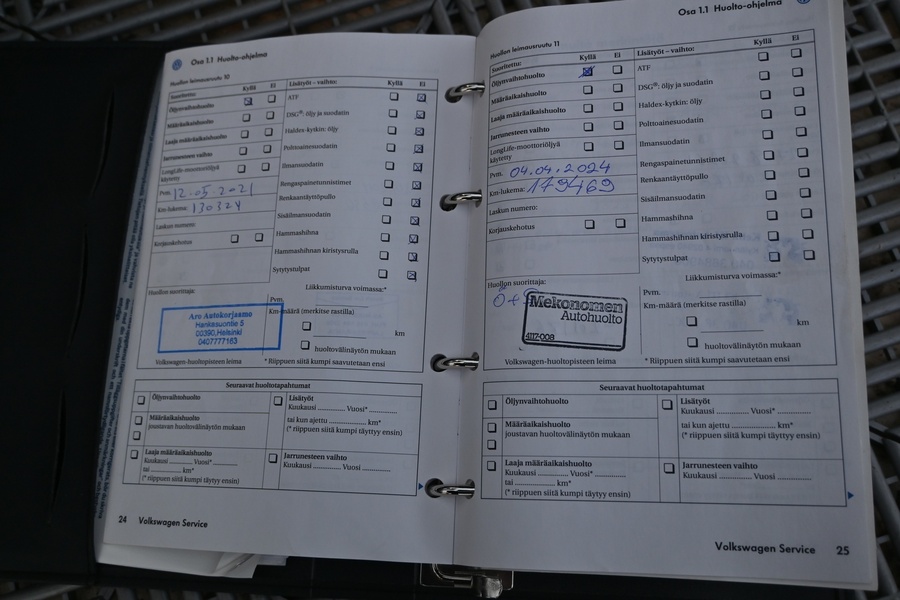 Osa 1.1 Huolto-ohjelma
Huollon leimausruutu 10
Suoritettu: Kyllä Ei
Öljynvaihtohuolto
Määräaikaishuolto
Laaja määräaikaishuolto
Jarrunesteen vaihto
LongLife-moottoriöljyä
käytetty
Pvm. 12.05 2021
Km-lukema: 130324
Laskun numero:
Korjauskehotus
Lisätyöt – vaihto: Kyllä Ei
ATF
DSG®: öljy ja suodatin
Haldex-kytkin: öljy
Polttoainesuodatin
Ilmansuodatin
Rengaspainetunnistimet
Renkaantäyttöpullo
Sisäilmansuodatin
Hammashihna
Hammashihnan kiristysrulla
Sytytystulpat
Huollon suorittaja:
Aro Autokorjaamo
Hankasuontie 5
00390, Helsinki
0407777163
Volkswagen-huoltopisteen leima
Liikkumisturva voimassa:*
Pvm.
Km-määrä (merkitse rastilla)
km
huoltovälinäytön mukaan
* Riippuen siitä kumpi saavutetaan ensi
Seuraavat huoltotapahtumat
Öljynvaihtohuolto
Määräaikaishuolto
joustavan huoltovälinäytön mukaan
Laaja määräaikaishuolto
Kuukausi ............ Vuosi* ............
tai ............ km*
(* riippuen siitä kumpi täytyy ensin)
Lisätyöt
Kuukausi ............ Vuosi* ............
tai kun ajettu ............ km*
(* riippuen siitä kumpi täyttyy ensin)
Jarrunesteen vaihto
Kuukausi ............ Vuosi ............
24 Volkswagen Service
Osa 1.1 Huolto-ohjelma
Huollon leimausruutu 11
Suoritettu: Kyllä Ei
Öljynvaihtohuolto
Määräaikaishuolto
Laaja määräaikaishuolto
Jarrunesteen vaihto
LongLife-moottoriöljyä
käytetty
Pvm. 04.04.2024
Km-lukema: 179469
Laskun numero:
Korjauskehotus
Lisätyöt – vaihto: Kyllä Ei
ATF
DSG®: öljy ja suodatin
Haldex-kytkin: öljy
Polttoainesuodatin
Ilmansuodatin
Rengaspainetunnistimet
Renkaantäyttöpullo
Sisäilmansuodatin
Hammashihna
Hammashihnan kiristysrulla
Sytytystulpat
Huollon suorittaja:
Mekonomen
Autohuolto
4117-008
Volkswagen-huoltopisteen leima
Liikkumisturva voimassa:*
Pvm.
Km-määrä (merkitse rastilla)
km
huoltovälinäytön mukaan
* Riippuen siitä kumpi saavutetaan ensi
Seuraavat huoltotapahtumat
Öljynvaihtohuolto
Määräaikaishuolto
joustavan huoltovälinäytön mukaan
Laaja määräaikaishuolto
Kuukausi ............ Vuosi* ............
tai ............ km*
(* riippuen siitä kumpi täytyy ensin)
Lisätyöt
Kuukausi ............ Vuosi* ............
tai kun ajettu ............ km*
(* riippuen siitä kumpi täyttyy ensin)
Jarrunesteen vaihto
Kuukausi ............ Vuosi ............
Volkswagen Service 25